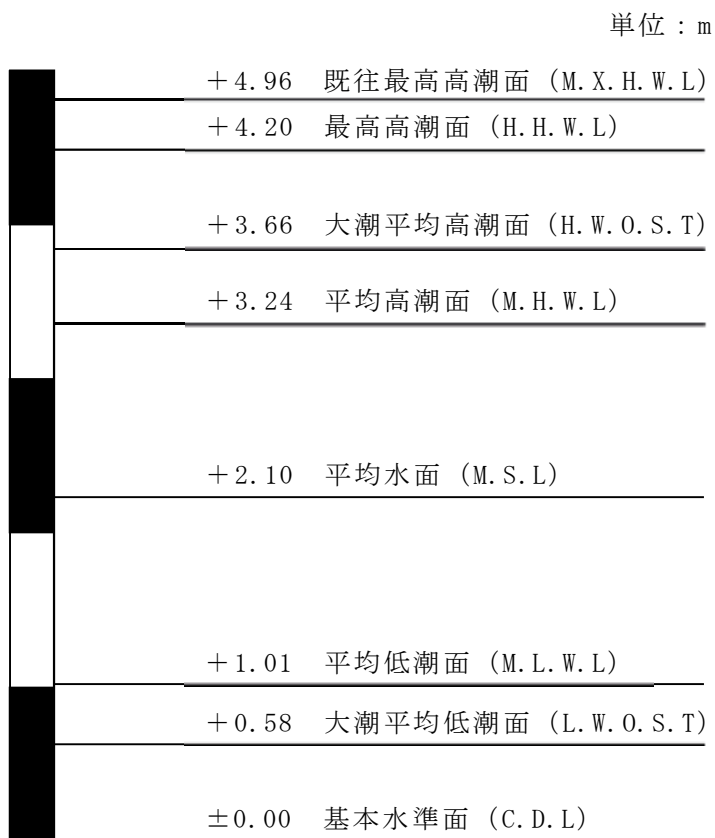 単位：m
＋4.96 既往最高高潮面 (M.X.H.W.L)
＋4.20 最高高潮面 (H.H.W.L)
＋3.66 大潮平均高潮面 (H.W.O.S.T)
＋3.24 平均高潮面 (M.H.W.L)
＋2.10 平均水面 (M.S.L)
＋1.01 平均低潮面 (M.L.W.L)
＋0.58 大潮平均低潮面 (L.W.O.S.T)
±0.00 基本水準面 (C.D.L)